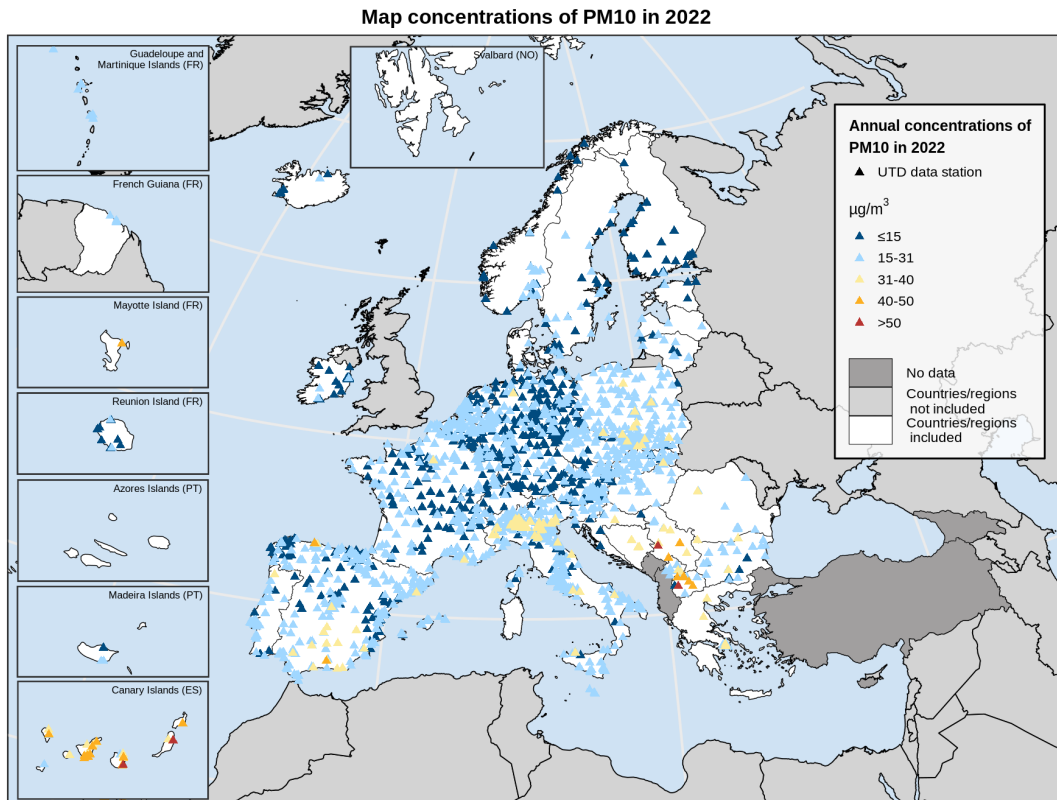 Map concentrations of PM10 in 2022
Guadeloupe and
Martinique Islands (FR)
Svalbard (NO)
French Guiana (FR)
Mayotte Island (FR)
Reunion Island (FR)
Azores Islands (PT)
Madeira Islands (PT)
Canary Islands (ES)
Annual concentrations of
PM10 in 2022
UTD data station
µg/m³
≤15
15-31
31-40
40-50
>50
No data
Countries/regions
not included
Countries/regions
included